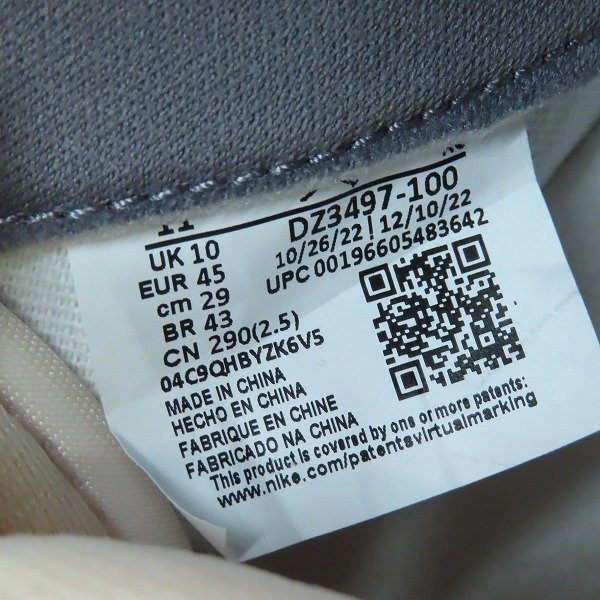 UK 10
EUR 45
cm 29
BR 43
CN 290(2.5)
04C9QHBYZK6V5
MADE IN CHINA
HECHO EN CHINA
FABRIQUE EN CHINE
FABRICADO NA CHINA
DZ3497-100
10/26/22 | 12/10/22
UPC 00196605483642
This product is covered by one or more patents:
www.nike.com/patentsvirtualmarking